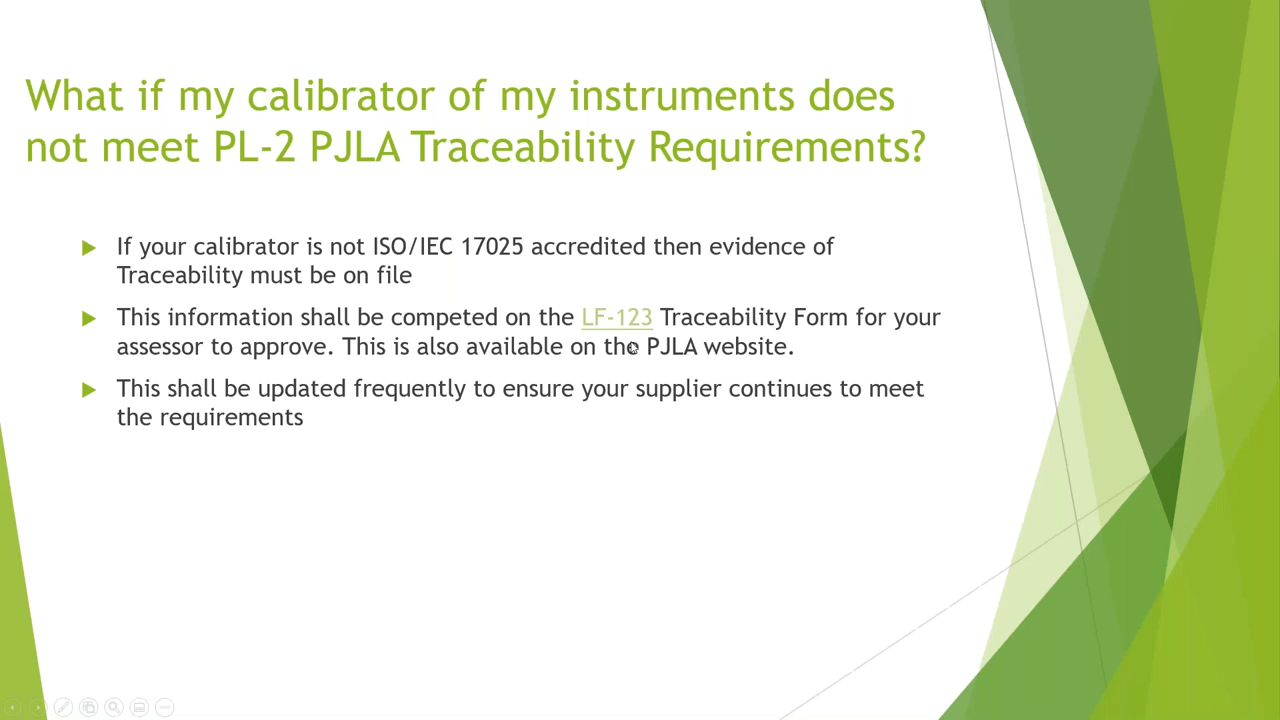 What if my calibrator of my instruments does
not meet PL-2 PJLA Traceability Requirements?
If your calibrator is not ISO/IEC 17025 accredited then evidence of
Traceability must be on file
This information shall be competed on the LF-123 Traceability Form for your
assessor to approve. This is also available on the PJLA website.
This shall be updated frequently to ensure your supplier continues to meet
the requirements